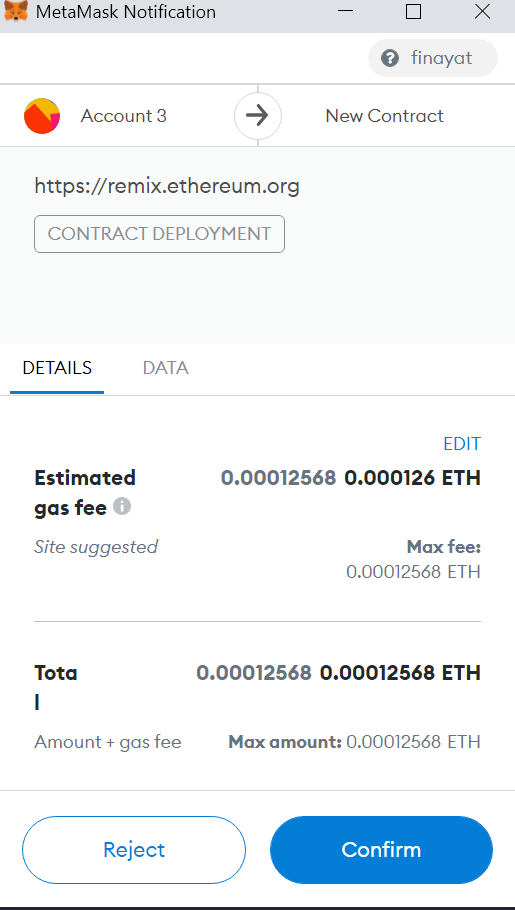 MetaMask Notification
finayat
Account 3
New Contract
https://remix.ethereum.org
CONTRACT DEPLOYMENT
DETAILS DATA
EDIT
Estimated 0.00012568 0.000126 ETH
gas fee
Site suggested Max fee:
0.00012568 ETH
Tota 0.00012568 0.00012568 ETH
l
Amount + gas fee Max amount: 0.00012568 ETH
Reject Confirm